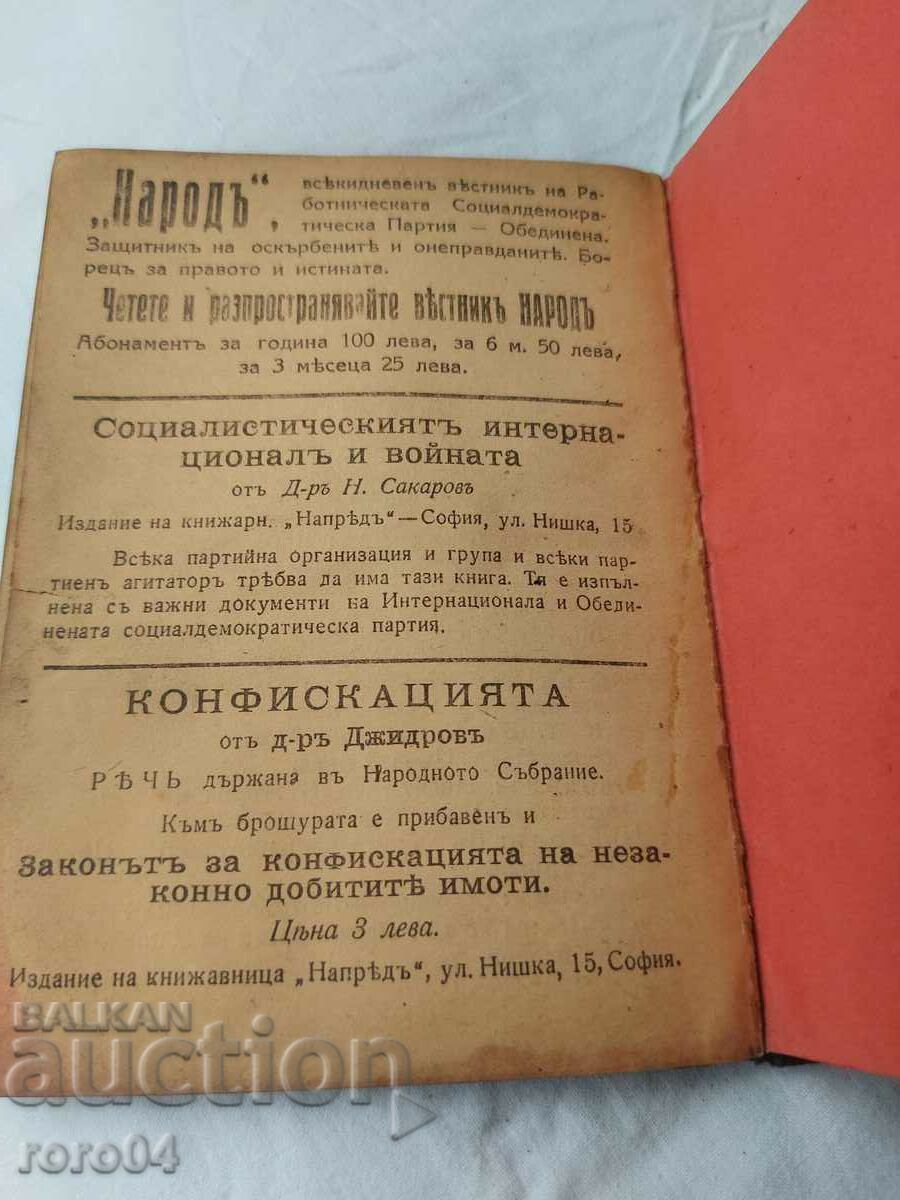 „Народъ“, всѣкидневенъ вѣстник на Ра-
ботническата Социалдемокра-
тическа Партия — Обединена.
Защитникъ на оскърбенитѣ и онеправданитѣ. Бо-
рецъ за правото и истината.
Четете и разпространявайте вѣстникъ НАРОДЪ
Абонаментъ за година 100 лева, за 6 м. 50 лева,
за 3 мѣсеца 25 лева.
Социалистическиятъ интерна-
ционалъ и войната
отъ Д-ръ Н. Сакаровъ
Издание на книжарн. „Напрѣдъ“ — София, ул. Нишка, 15
Всѣка партийна организация и група и всѣки пар-
тиенъ агитаторъ трѣбва да има тази книга. Тя е изпъл-
нена съ важни документи на Интернационала и Обеди-
нената социалдемократическа партия.
КОНФИСКАЦИЯТА
отъ д-ръ Джидровъ
РѢЧЬ държана въ Народното Събрание.
Къмъ брошурата е прибавенъ и
Законътъ за конфискацията на неза-
конно добититѣ имоти.
Цѣна 3 лева.
Издание на книжавница „Напрѣдъ“, ул. Нишка, 15, София.
BALKAN
auction
roro04